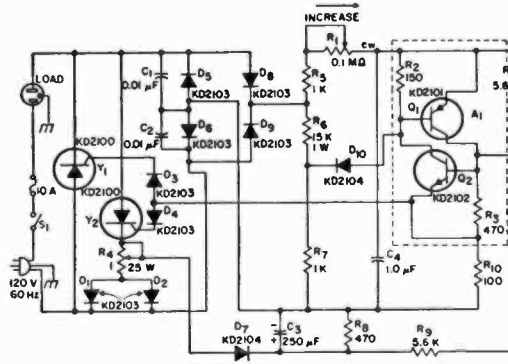 INCREASE
R1
cw
0.1 MΩ
LOAD
C1
0.01 µF
D5
KD2103
D8
KD2103
R5
1 K
R2
150
KD2101
Q1
A1
5.6
C2
0.01 µF
D6
KD2103
D9
KD2103
R6
15 K
1 W
D10
KD2104
Q2
KD2102
KD2100
Y1
KD2100
D3
KD2103
Y2
D4
KD2103
10 A
S1
R3
470
R4
1
25 W
R7
1 K
C4
1.0 µF
R10
100
120 V
60 Hz
D1
D2
KD2103
D7
KD2104
C3
250 µF
R8
470
R9
5.6 K